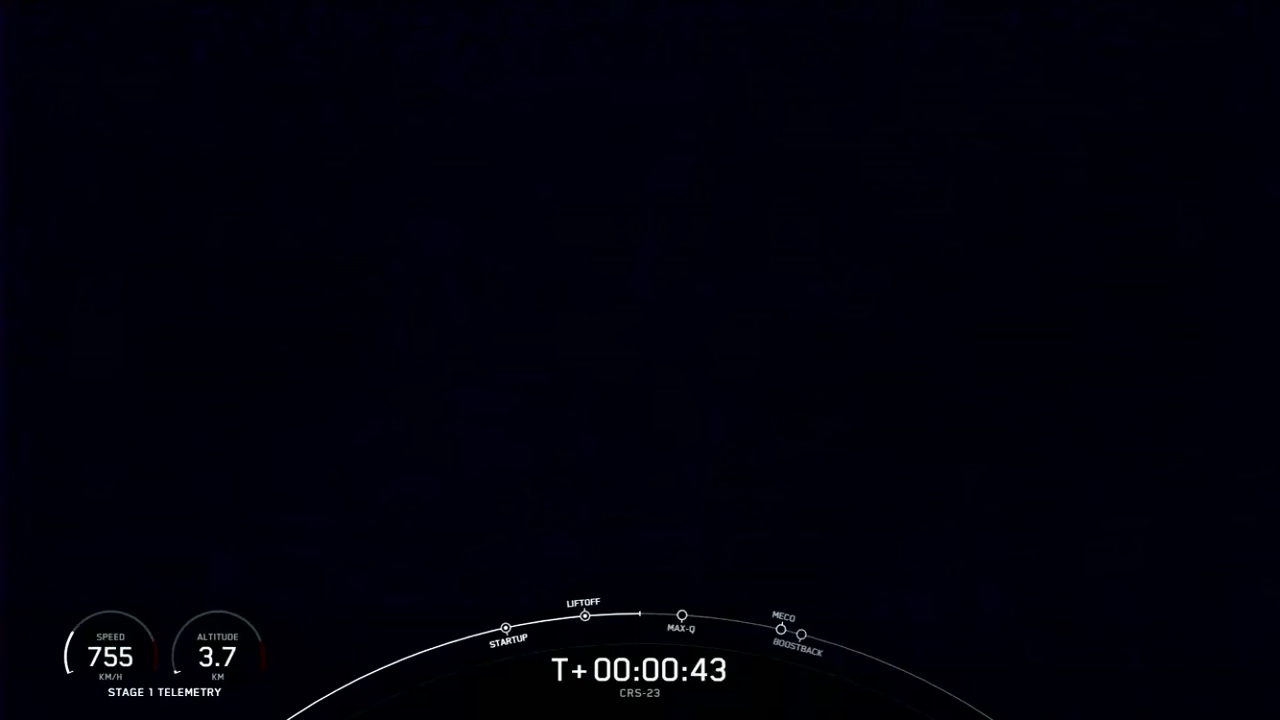 LIFTOFF
STARTUP
MAX-Q
MECO
BOOSTBACK
SPEED
755
KM/H
ALTITUDE
3.7
KM
STAGE 1 TELEMETRY
T+00:00:43
CRS-23